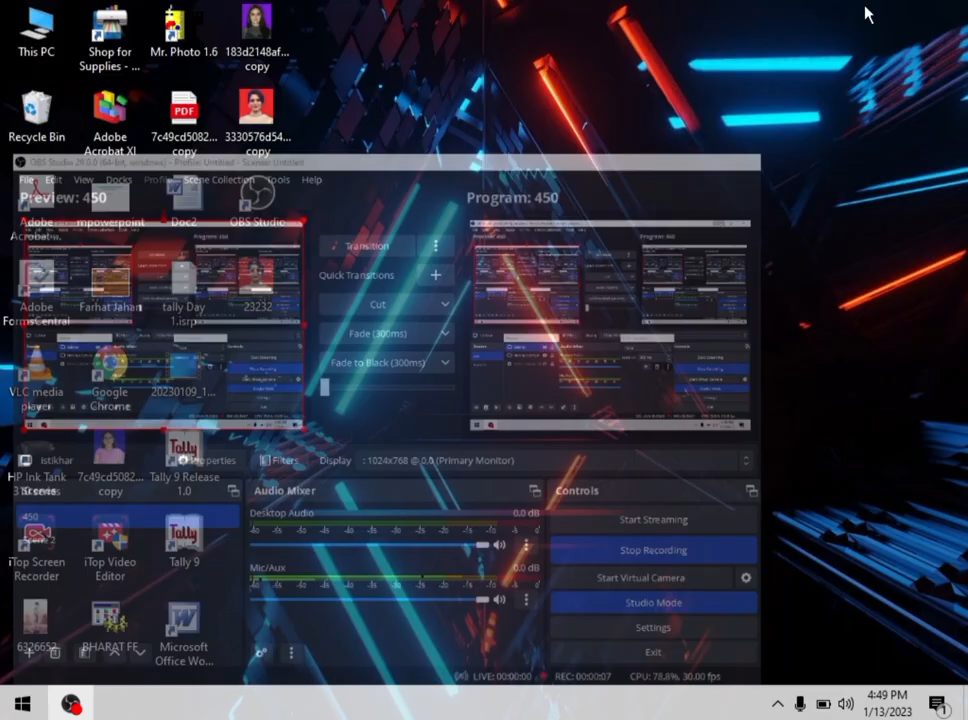 This PC
Shop for
Supplies - ...
Mr. Photo 1.6
183d2148af...
copy
Recycle Bin
Adobe
Acrobat XI
7c49cd5082...
copy
3330576d54...
copy
OBS Studio 29.0.0 (64-bit, windows) - Profile: Untitled - Scenes: Untitled
File
Edit
View
Docks
Profile
Scene Collection
Tools
Help
Preview: 450
Program: 450
Adobe
Acrobat...
mpowerpoint
Doc2
OBS Studio
Transition
Quick Transitions
Cut
Fade (300ms)
Fade to Black (300ms)
Adobe
FormsCentral
Farhat Jahan
tally Day
1.isrp
23232
VLC media
player
Google
Chrome
20230109_1...
istikhar
Properties
Filters
Display
: 1024x768 @ 0,0 (Primary Monitor)
HP Ink Tank
7c49cd5082...
copy
Tally 9 Release
1.0
Scenes
450
Audio Mixer
Desktop Audio
0.0 dB
Mic/Aux
0.0 dB
Controls
Start Streaming
Stop Recording
Start Virtual Camera
Studio Mode
Settings
Exit
iTop Screen
Recorder
iTop Video
Editor
Tally 9
BHARAT FF
Microsoft
Office Wo...
LIVE: 00:00:00
REC: 00:00:07
CPU: 78.8%, 30.00 fps
4:49 PM
1/13/2023
1